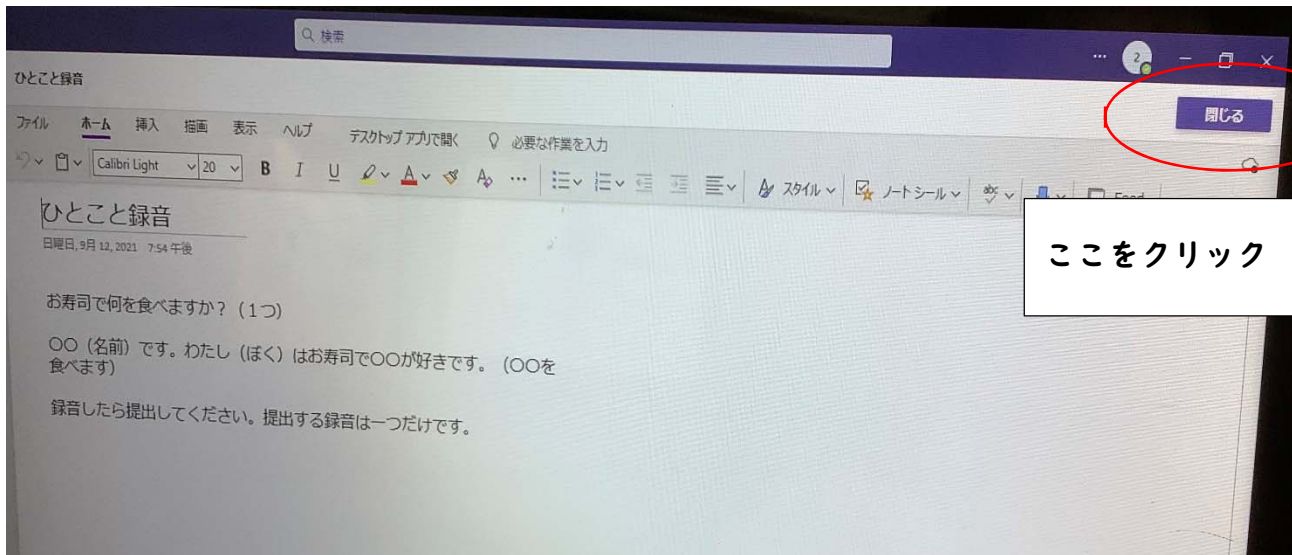 検索
2
ひとこと録音
閉じる
ファイル ホーム 挿入 描画 表示 ヘルプ デスクトップ アプリで開く 必要な作業を入力
Calibri Light 20 B I U A A ... スタイル ノート シール abc
ひとこと録音
日曜日, 9月 12, 2021 7:54 午後
ここをクリック
お寿司で何を食べますか？（１つ）
〇〇（名前）です。わたし（ぼく）はお寿司で〇〇が好きです。（〇〇を
食べます）
録音したら提出してください。提出する録音は一つだけです。